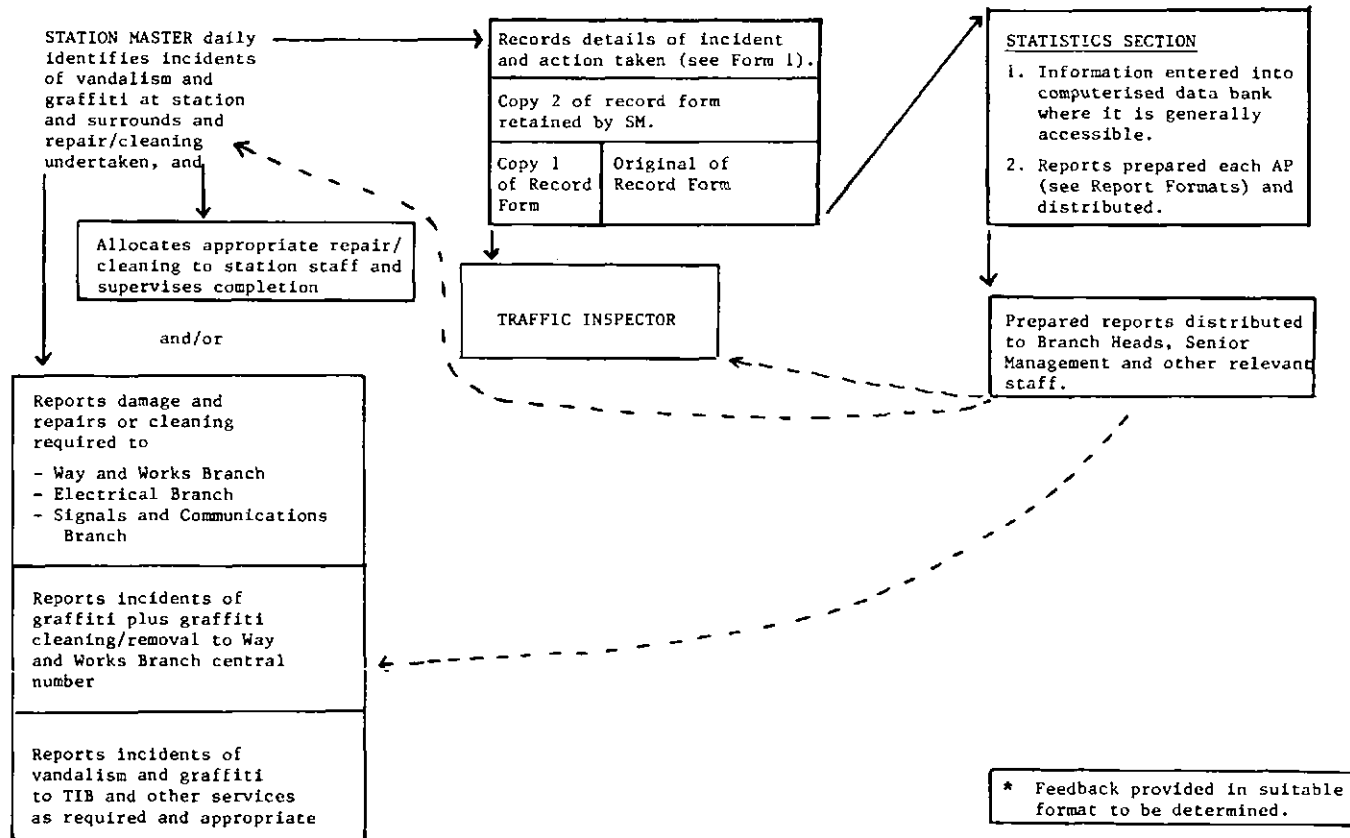 STATION MASTER daily
identifies incidents
of vandalism and
graffiti at station
and surrounds and
repair/cleaning
undertaken, and
Allocates appropriate repair/
cleaning to station staff and
supervises completion
and/or
Reports damage and
repairs or cleaning
required to
- Way and Works Branch
- Electrical Branch
- Signals and Communications
Branch
Reports incidents of
graffiti plus graffiti
cleaning/removal to Way
and Works Branch central
number
Reports incidents of
vandalism and graffiti
to TIB and other services
as required and appropriate
Records details of incident
and action taken (see Form 1).
Copy 2 of record form
retained by SM.
Copy 1
of Record
Form
Original of
Record Form
TRAFFIC INSPECTOR
STATISTICS SECTION
1. Information entered into
computerised data bank
where it is generally
accessible.
2. Reports prepared each AP
(see Report Formats) and
distributed.
Prepared reports distributed
to Branch Heads, Senior
Management and other relevant
staff.
* Feedback provided in suitable
format to be determined.